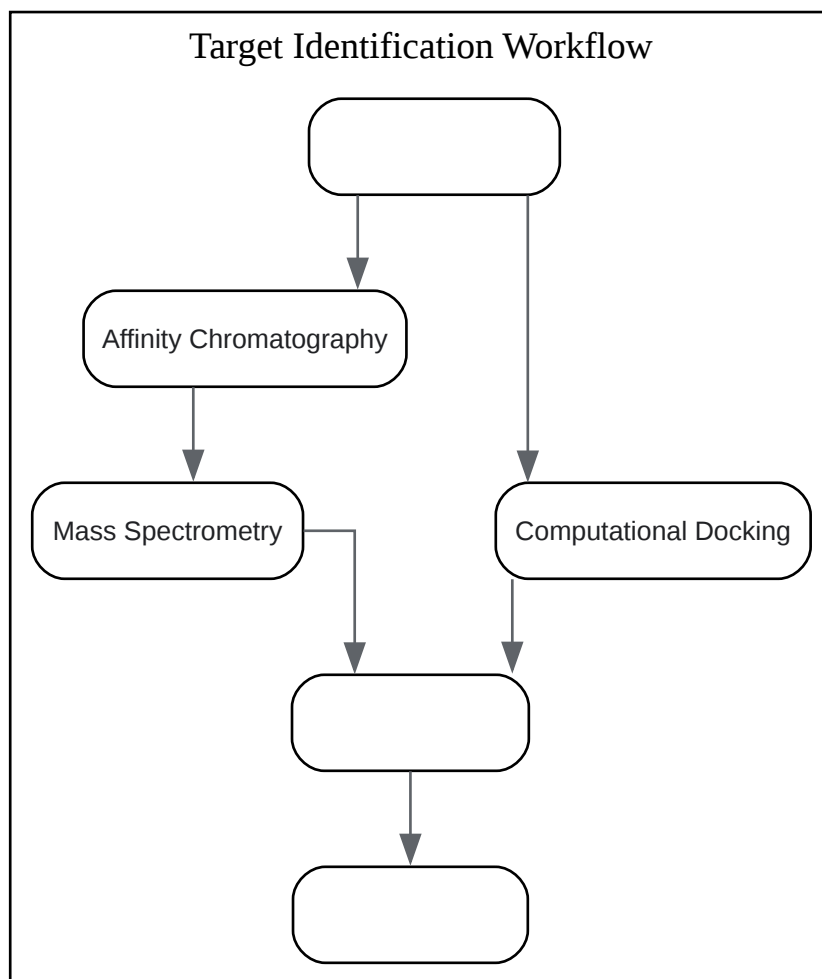 Target Identification Workflow
Affinity Chromatography
Mass Spectrometry
Computational Docking